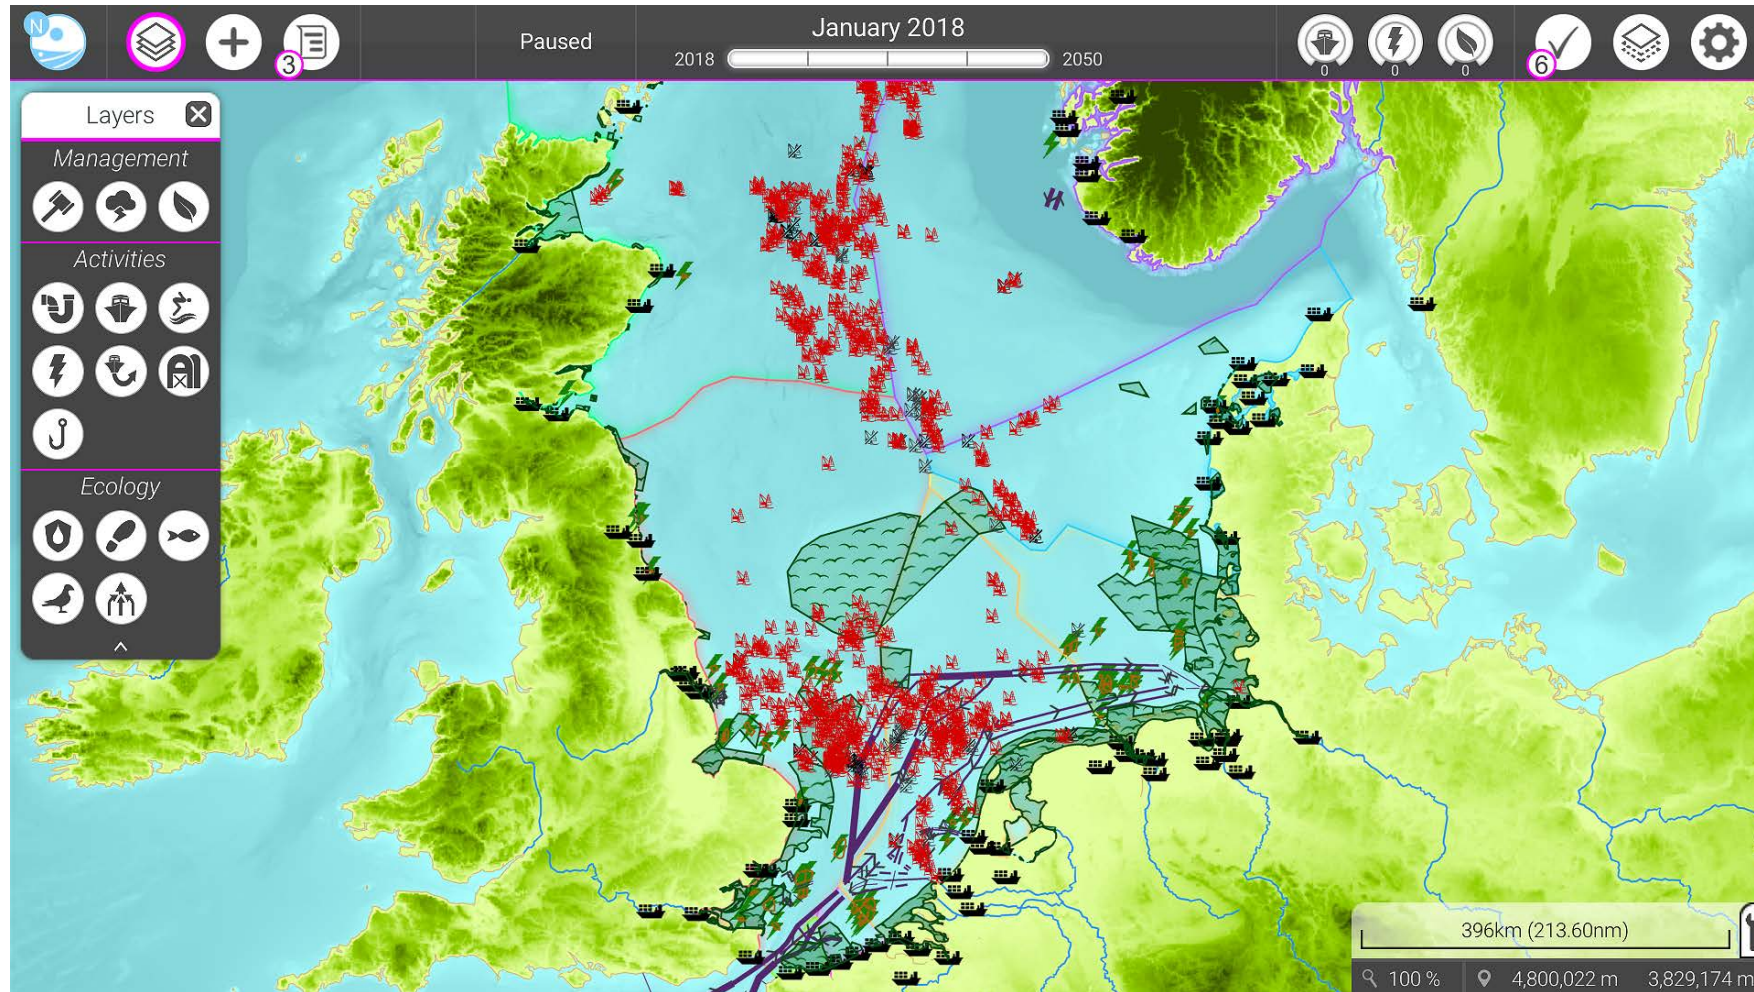 N
3
Paused
January 2018
2018
2050
0
0
0
6
Layers
Management
Activities
Ecology
396km (213.60nm)
100 %
4,800,022 m
3,829,174 m